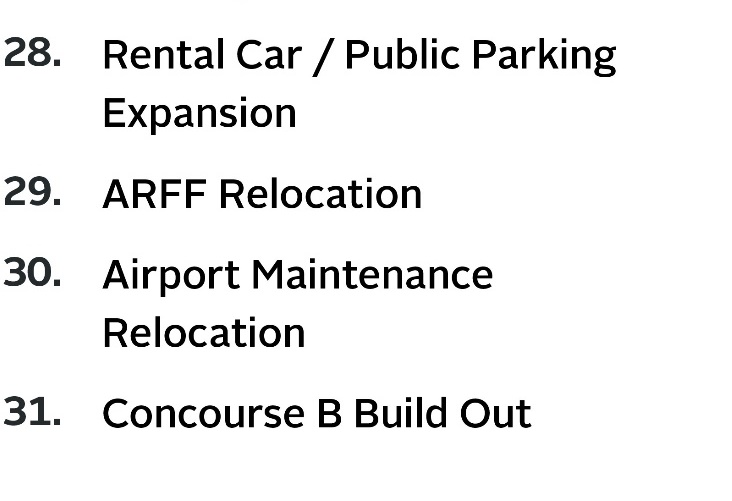 28. Rental Car / Public Parking
Expansion
29. ARFF Relocation
30. Airport Maintenance
Relocation
31. Concourse B Build Out